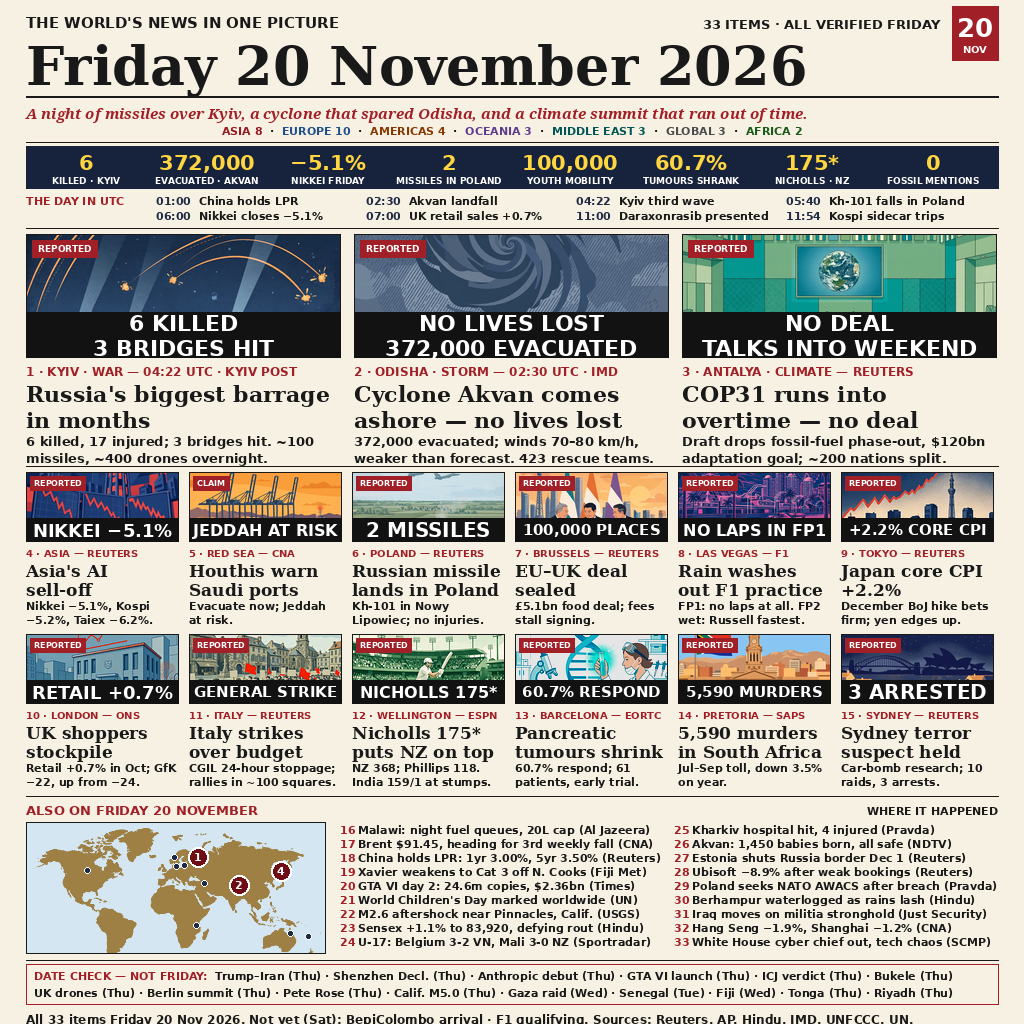 THE WORLD'S NEWS IN ONE PICTURE
33 ITEMS · ALL VERIFIED FRIDAY
20
NOV
Friday 20 November 2026
A night of missiles over Kyiv, a cyclone that spared Odisha, and a climate summit that ran out of time.
ASIA 8 · EUROPE 10 · AMERICAS 4 · OCEANIA 3 · MIDDLE EAST 3 · GLOBAL 3 · AFRICA 2
6
KILLED · KYIV
372,000
EVACUATED · AKVAN
−5.1%
NIKKEI FRIDAY
2
MISSILES IN POLAND
100,000
YOUTH MOBILITY
60.7%
TUMOURS SHRANK
175*
NICHOLLS · NZ
0
FOSSIL MENTIONS
THE DAY IN UTC
01:00 China holds LPR
02:30 Akvan landfall
04:22 Kyiv third wave
05:40 Kh-101 falls in Poland
06:00 Nikkei closes −5.1%
07:00 UK retail sales +0.7%
11:00 Daraxonrasib presented
11:54 Kospi sidecar trips
REPORTED
6 KILLED
3 BRIDGES HIT
1 · KYIV · WAR — 04:22 UTC · KYIV POST
Russia's biggest barrage
in months
6 killed, 17 injured; 3 bridges hit. ~100
missiles, ~400 drones overnight.
REPORTED
NO LIVES LOST
372,000 EVACUATED
2 · ODISHA · STORM — 02:30 UTC · IMD
Cyclone Akvan comes
ashore — no lives lost
372,000 evacuated; winds 70–80 km/h,
weaker than forecast. 423 rescue teams.
REPORTED
NO DEAL
TALKS INTO WEEKEND
3 · ANTALYA · CLIMATE — REUTERS
COP31 runs into
overtime — no deal
Draft drops fossil-fuel phase-out, $120bn
adaptation goal; ~200 nations split.
REPORTED
NIKKEI −5.1%
4 · ASIA — REUTERS
Asia's AI
sell-off
Nikkei −5.1%, Kospi
−5.2%, Taiex −6.2%.
CLAIM
JEDDAH AT RISK
5 · RED SEA — CNA
Houthis warn
Saudi ports
Evacuate now; Jeddah
at risk.
REPORTED
2 MISSILES
6 · POLAND — REUTERS
Russian missile
lands in Poland
Kh-101 in Nowy
Lipowiec; no injuries.
REPORTED
100,000 PLACES
7 · BRUSSELS — REUTERS
EU–UK deal
sealed
£5.1bn food deal; fees
stall signing.
REPORTED
NO LAPS IN FP1
8 · LAS VEGAS — F1
Rain washes
out F1 practice
FP1: no laps at all. FP2
wet: Russell fastest.
REPORTED
+2.2% CORE CPI
9 · TOKYO — REUTERS
Japan core CPI
+2.2%
December BoJ hike bets
firm; yen edges up.
REPORTED
RETAIL +0.7%
10 · LONDON — ONS
UK shoppers
stockpile
Retail +0.7% in Oct; GfK
−22, up from −24.
REPORTED
GENERAL STRIKE
11 · ITALY — REUTERS
Italy strikes
over budget
CGIL 24-hour stoppage;
rallies in ~100 squares.
REPORTED
NICHOLLS 175*
12 · WELLINGTON — ESPN
Nicholls 175*
puts NZ on top
NZ 368; Phillips 118.
India 159/1 at stumps.
REPORTED
60.7% RESPOND
13 · BARCELONA — EORTC
Pancreatic
tumours shrink
60.7% respond; 61
patients, early trial.
REPORTED
5,590 MURDERS
14 · PRETORIA — SAPS
5,590 murders
in South Africa
Jul–Sep toll, down 3.5%
on year.
REPORTED
3 ARRESTED
15 · SYDNEY — REUTERS
Sydney terror
suspect held
Car-bomb research; 10
raids, 3 arrests.
ALSO ON FRIDAY 20 NOVEMBER
WHERE IT HAPPENED
1
2
4
16 Malawi: night fuel queues, 20L cap (Al Jazeera)
17 Brent $91.45, heading for 3rd weekly fall (CNA)
18 China holds LPR: 1yr 3.00%, 5yr 3.50% (Reuters)
19 Xavier weakens to Cat 3 off N. Cooks (Fiji Met)
20 GTA VI day 2: 24.6m copies, $2.36bn (Times)
21 World Children's Day marked worldwide (UN)
22 M2.6 aftershock near Pinnacles, Calif. (USGS)
23 Sensex +1.1% to 83,920, defying rout (Hindu)
24 U-17: Belgium 3-2 VN, Mali 3-0 NZ (Sportradar)
25 Kharkiv hospital hit, 4 injured (Pravda)
26 Akvan: 1,450 babies born, all safe (NDTV)
27 Estonia shuts Russia border Dec 1 (Reuters)
28 Ubisoft −8.9% after weak bookings (Reuters)
29 Poland seeks NATO AWACS after breach (Pravda)
30 Berhampur waterlogged as rains lash (Hindu)
31 Iraq moves on militia stronghold (Just Security)
32 Hang Seng −1.9%, Shanghai −1.2% (CNA)
33 White House cyber chief out, tech chaos (SCMP)
DATE CHECK — NOT FRIDAY: Trump–Iran (Thu) · Shenzhen Decl. (Thu) · Anthropic debut (Thu) · GTA VI launch (Thu) · ICJ verdict (Thu) · Bukele (Thu)
UK drones (Thu) · Berlin summit (Thu) · Pete Rose (Thu) · Calif. M5.0 (Thu) · Gaza raid (Wed) · Senegal (Tue) · Fiji (Wed) · Tonga (Thu) · Riyadh (Thu)
All 33 items Friday 20 Nov 2026. Not yet (Sat): BepiColombo arrival · F1 qualifying. Sources: Reuters, AP, Hindu, IMD, UNFCCC, UN.